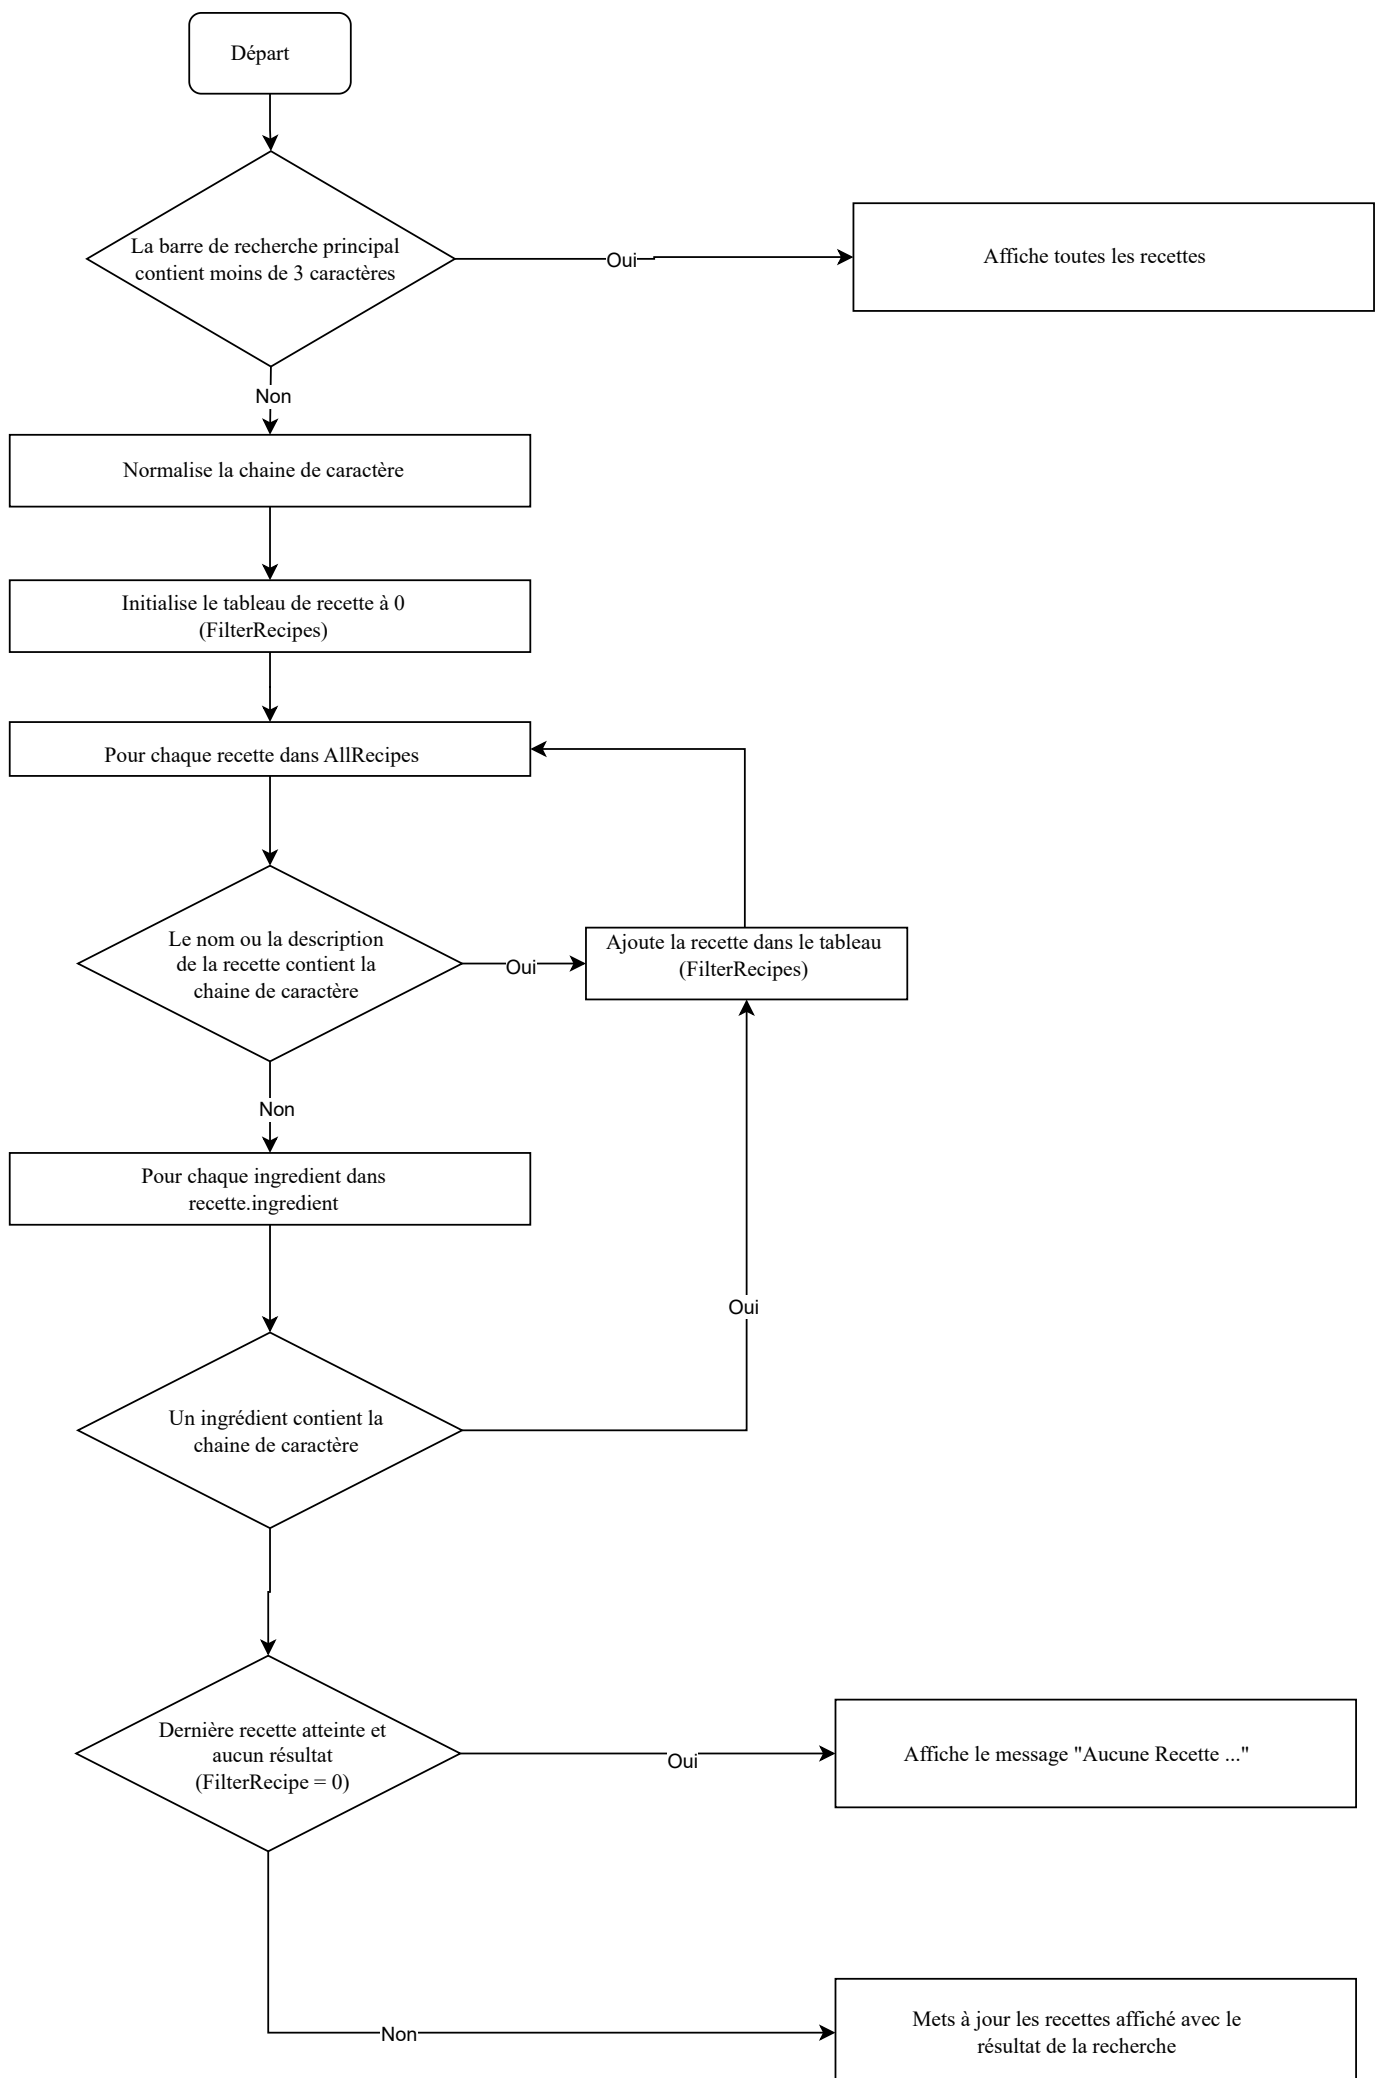 Départ
La barre de recherche principal
contient moins de 3 caractères
Oui
Affiche toutes les recettes
Non
Normalise la chaine de caractère
Initialise le tableau de recette à 0
(FilterRecipes)
Pour chaque recette dans AllRecipes
Le nom ou la description
de la recette contient la
chaine de caractère
Oui
Ajoute la recette dans le tableau
(FilterRecipes)
Non
Pour chaque ingredient dans
recette.ingredient
Oui
Un ingrédient contient la
chaine de caractère
Dernière recette atteinte et
aucun résultat
(FilterRecipe = 0)
Oui
Affiche le message "Aucune Recette ..."
Non
Mets à jour les recettes affiché avec le
résultat de la recherche